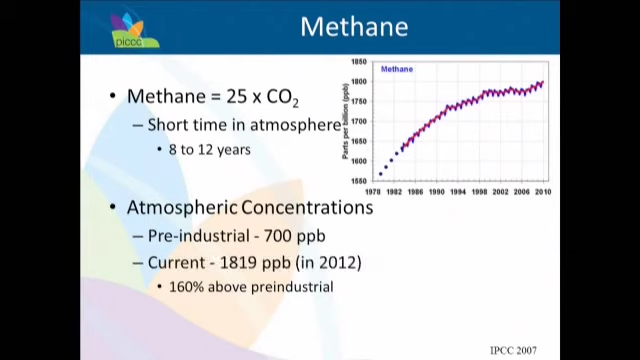 Methane
piccc
• Methane = 25 x CO₂
– Short time in atmosphere
• 8 to 12 years
• Atmospheric Concentrations
– Pre-industrial - 700 ppb
– Current - 1819 ppb (in 2012)
• 160% above preindustrial
Methane
Parts per billion (ppb)
1850
1800
1750
1700
1650
1600
1550
1978 1982 1986 1990 1994 1998 2002 2006 2010
IPCC 2007